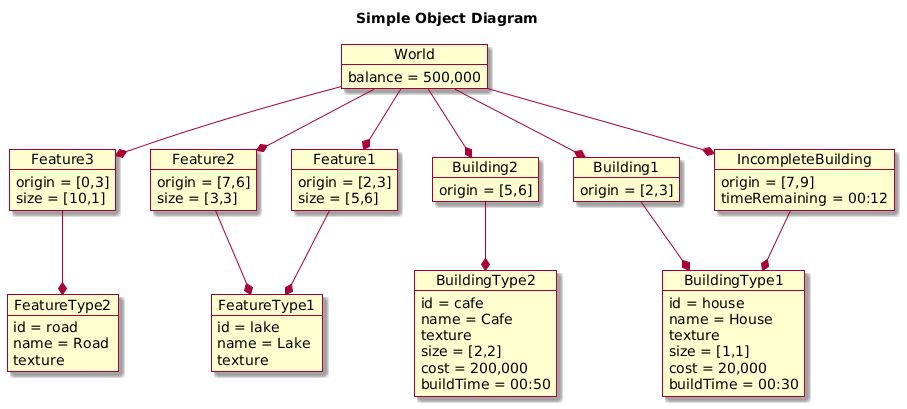 Simple Object Diagram
World
balance = 500,000
Feature3
origin = [0,3]
size = [10,1]
Feature2
origin = [7,6]
size = [3,3]
Feature1
origin = [2,3]
size = [5,6]
Building2
origin = [5,6]
Building1
origin = [2,3]
IncompleteBuilding
origin = [7,9]
timeRemaining = 00:12
FeatureType2
id = road
name = Road
texture
FeatureType1
id = lake
name = Lake
texture
BuildingType2
id = cafe
name = Cafe
texture
size = [2,2]
cost = 200,000
buildTime = 00:50
BuildingType1
id = house
name = House
texture
size = [1,1]
cost = 20,000
buildTime = 00:30